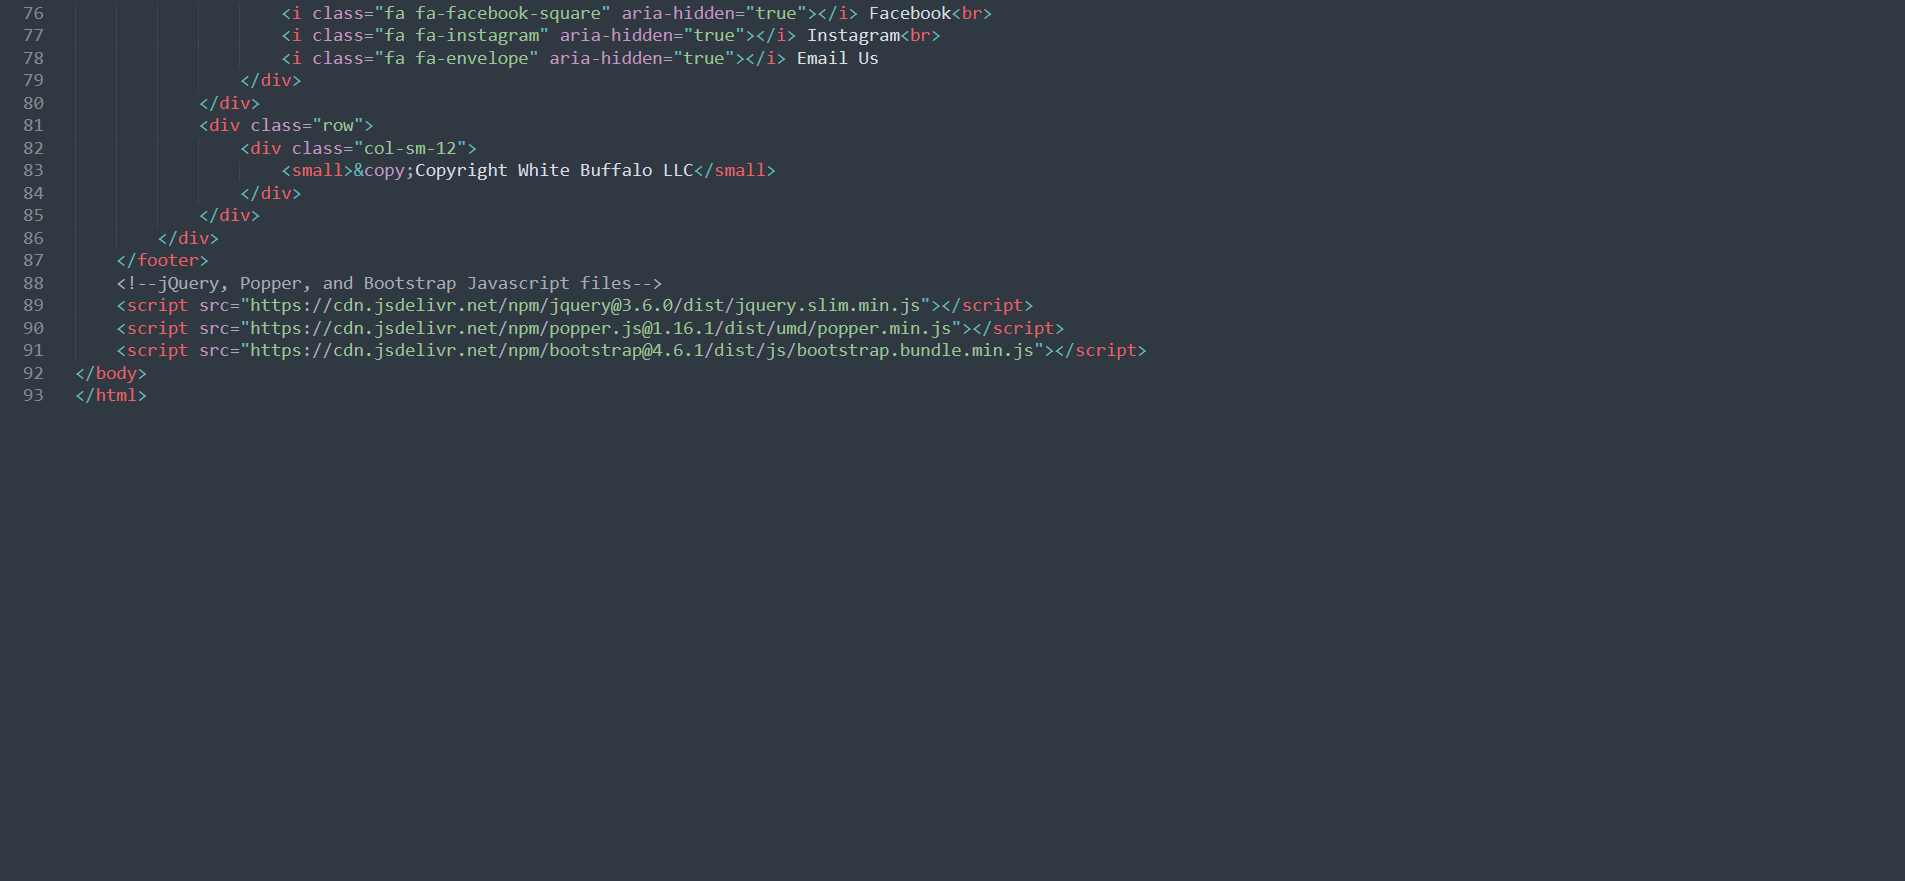 76 <i class="fa fa-facebook-square" aria-hidden="true"></i> Facebook<br>
77 <i class="fa fa-instagram" aria-hidden="true"></i> Instagram<br>
78 <i class="fa fa-envelope" aria-hidden="true"></i> Email Us
79 </div>
80 </div>
81 <div class="row">
82 <div class="col-sm-12">
83 <small>&copy;Copyright White Buffalo LLC</small>
84 </div>
85 </div>
86 </div>
87 </footer>
88 <!--jQuery, Popper, and Bootstrap Javascript files-->
89 <script src="https://cdn.jsdelivr.net/npm/jquery@3.6.0/dist/jquery.slim.min.js"></script>
90 <script src="https://cdn.jsdelivr.net/npm/popper.js@1.16.1/dist/umd/popper.min.js"></script>
91 <script src="https://cdn.jsdelivr.net/npm/bootstrap@4.6.1/dist/js/bootstrap.bundle.min.js"></script>
92 </body>
93 </html>